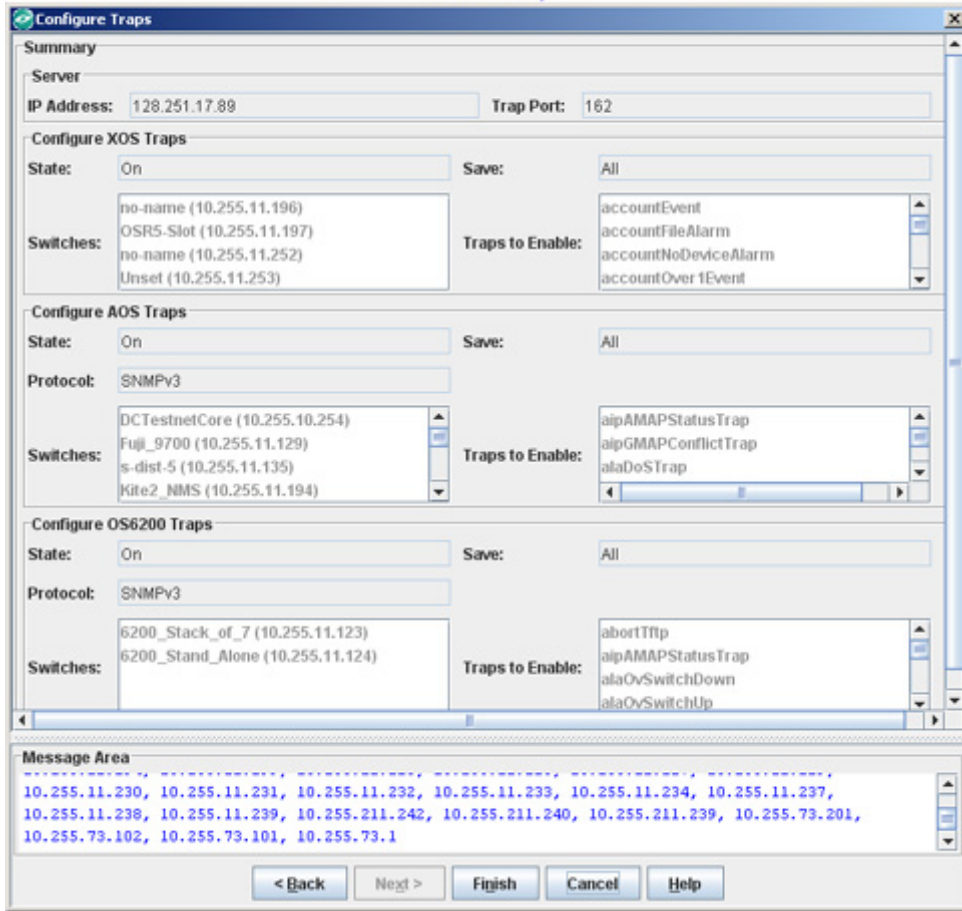 Configure Traps
Summary
Server
IP Address: 128.251.17.89 Trap Port: 162
Configure XOS Traps
State: On Save: All
Switches:
no-name (10.255.11.196)
OSR5-Slot (10.255.11.197)
no-name (10.255.11.252)
Unset (10.255.11.253)
Traps to Enable:
accountEvent
accountFileAlarm
accountNoDeviceAlarm
accountOver1Event
Configure AOS Traps
State: On Save: All
Protocol: SNMPv3
Switches:
DCTestnetCore (10.255.10.254)
Fuji_9700 (10.255.11.129)
s-dist-5 (10.255.11.135)
Kite2_NMS (10.255.11.194)
Traps to Enable:
aipAMAPStatusTrap
aipGMAPConflictTrap
alaDoSTrap
Configure OS6200 Traps
State: On Save: All
Protocol: SNMPv3
Switches:
6200_Stack_of_7 (10.255.11.123)
6200_Stand_Alone (10.255.11.124)
Traps to Enable:
abortTftp
aipAMAPStatusTrap
alaOvSwitchDown
alaOvSwitchUp
Message Area
10.255.11.230, 10.255.11.231, 10.255.11.232, 10.255.11.233, 10.255.11.234, 10.255.11.237,
10.255.11.238, 10.255.11.239, 10.255.211.242, 10.255.211.240, 10.255.211.239, 10.255.73.201,
10.255.73.102, 10.255.73.101, 10.255.73.1
< Back Next > Finish Cancel Help